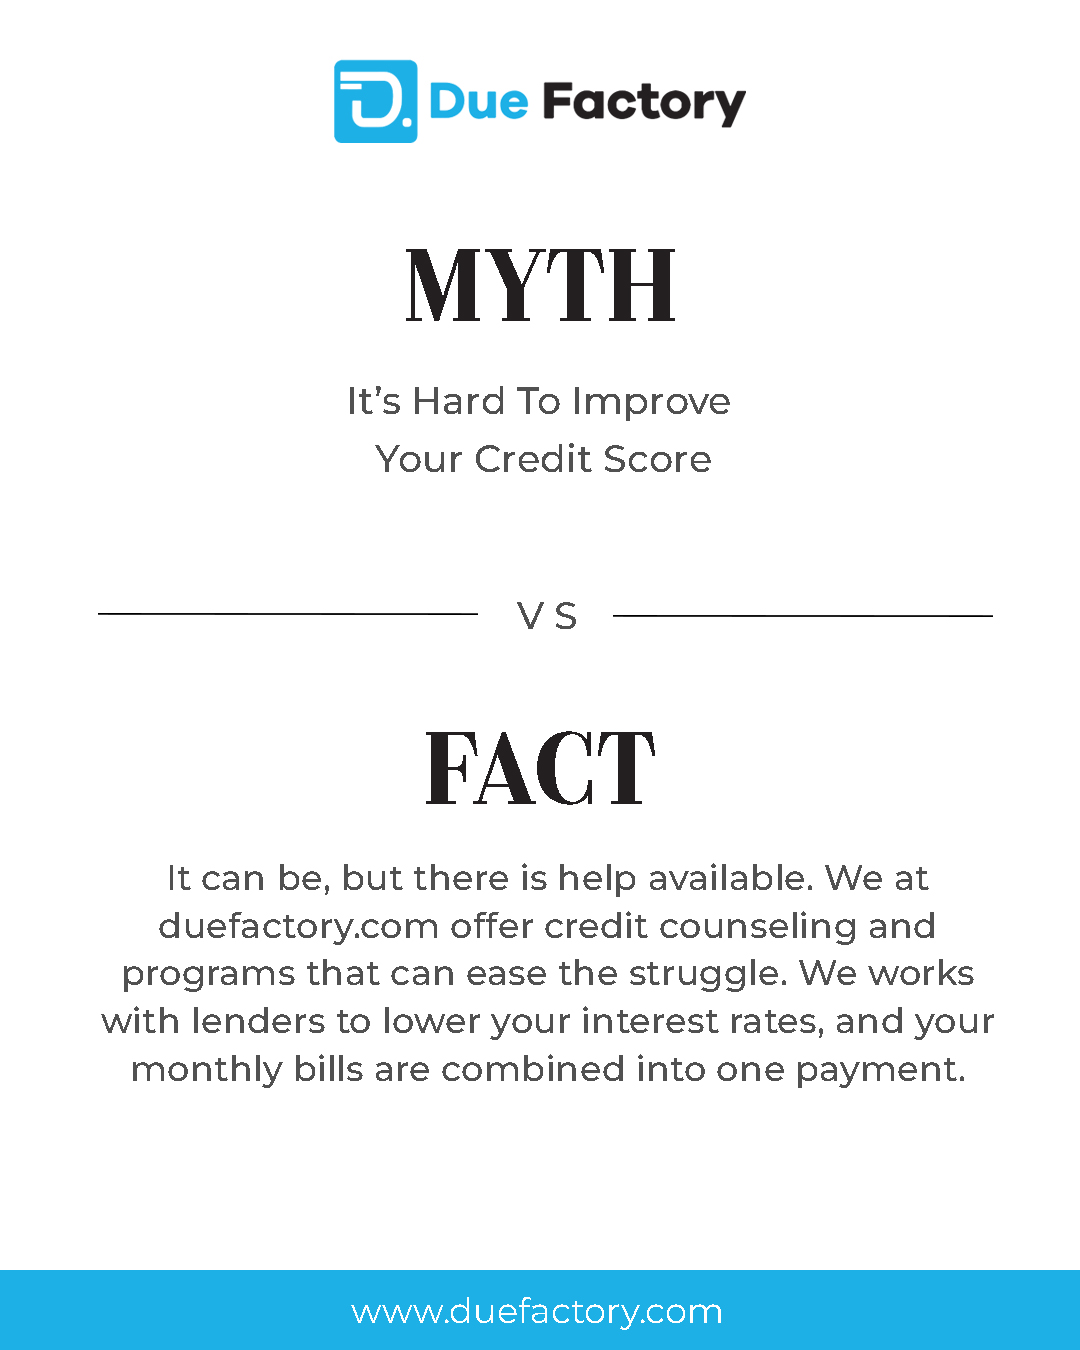 Due Factory
MYTH
It’s Hard To Improve
Your Credit Score
VS
FACT
It can be, but there is help available. We at
duefactory.com offer credit counseling and
programs that can ease the struggle. We works
with lenders to lower your interest rates, and your
monthly bills are combined into one payment.
www.duefactory.com